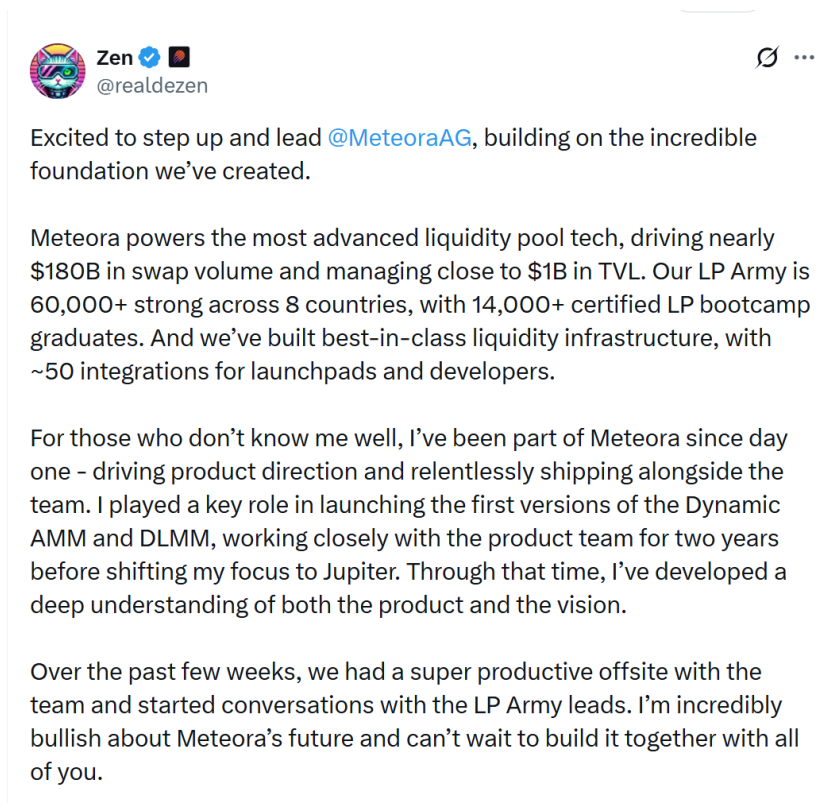 Zen
@realdezen
Excited to step up and lead @MeteoraAG, building on the incredible
foundation we’ve created.
Meteora powers the most advanced liquidity pool tech, driving nearly
$180B in swap volume and managing close to $1B in TVL. Our LP Army is
60,000+ strong across 8 countries, with 14,000+ certified LP bootcamp
graduates. And we’ve built best-in-class liquidity infrastructure, with
~50 integrations for launchpads and developers.
For those who don’t know me well, I’ve been part of Meteora since day
one - driving product direction and relentlessly shipping alongside the
team. I played a key role in launching the first versions of the Dynamic
AMM and DLMM, working closely with the product team for two years
before shifting my focus to Jupiter. Through that time, I’ve developed a
deep understanding of both the product and the vision.
Over the past few weeks, we had a super productive offsite with the
team and started conversations with the LP Army leads. I’m incredibly
bullish about Meteora’s future and can’t wait to build it together with all
of you.